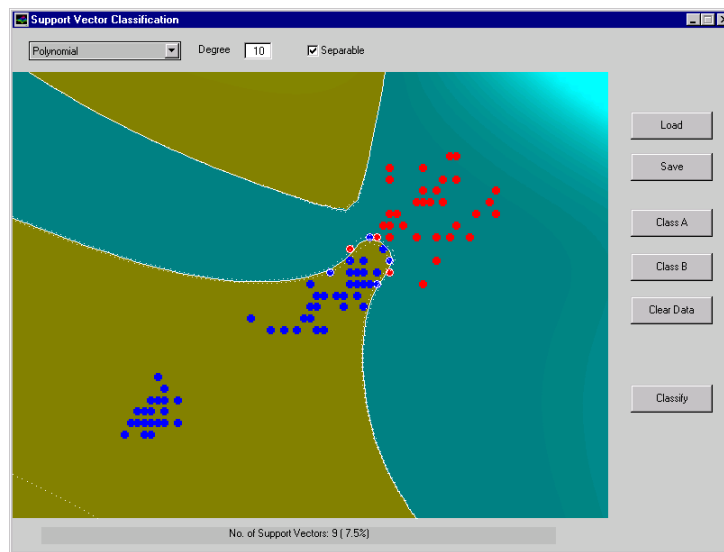 Support Vector Classification
Polynomial
Degree
10
Separable
Load
Save
Class A
Class B
Clear Data
Classify
No. of Support Vectors: 9 ( 7.5%)